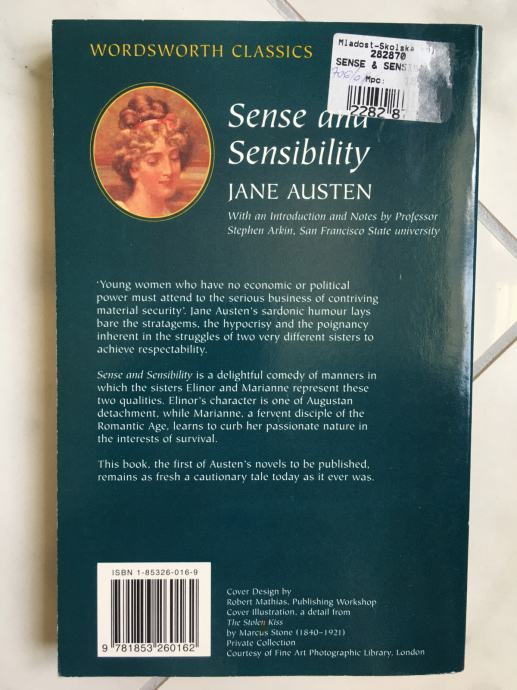 WORDSWORTH CLASSICS
Mladost-Skolska
282870
SENSE & SENS
Mpc:
2282 8
Sense and
Sensibility
JANE AUSTEN
With an Introduction and Notes by Professor
Stephen Arkin, San Francisco State university
'Young women who have no economic or political
power must attend to the serious business of contriving
material security'. Jane Austen's sardonic humour lays
bare the stratagems, the hypocrisy and the poignancy
inherent in the struggles of two very different sisters to
achieve respectability.
Sense and Sensibility is a delightful comedy of manners in
which the sisters Elinor and Marianne represent these
two qualities. Elinor's character is one of Augustan
detachment, while Marianne, a fervent disciple of the
Romantic Age, learns to curb her passionate nature in
the interests of survival.
This book, the first of Austen's novels to be published,
remains as fresh a cautionary tale today as it ever was.
ISBN 1-85326-016-9
9 781853 260162
Cover Design by
Robert Mathias, Publishing Workshop
Cover Illustration, a detail from
The Stolen Kiss
by Marcus Stone (1840–1921)
Private Collection
Courtesy of Fine Art Photographic Library, London